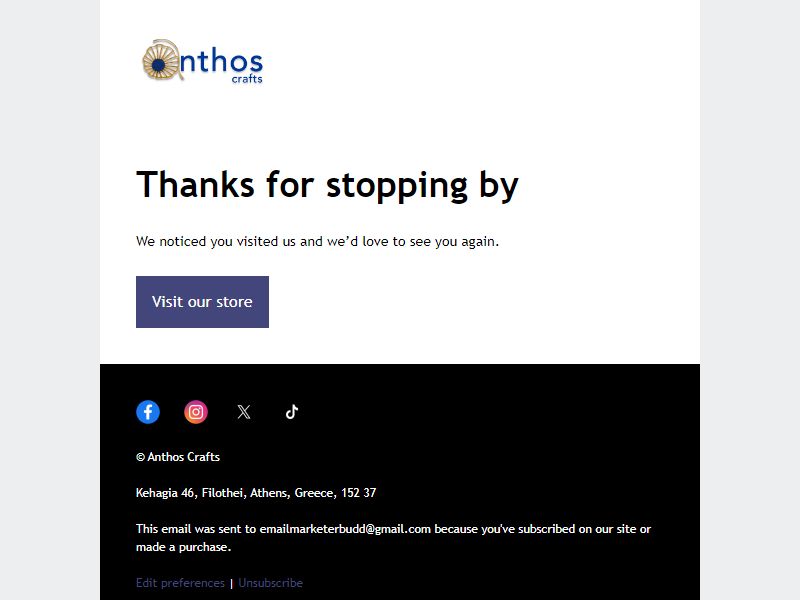 anthos
crafts
Thanks for stopping by
We noticed you visited us and we’d love to see you again.
Visit our store
© Anthos Crafts
Kehagia 46, Filothei, Athens, Greece, 152 37
This email was sent to emailmarketerbudd@gmail.com because you've subscribed on our site or
made a purchase.
Edit preferences | Unsubscribe